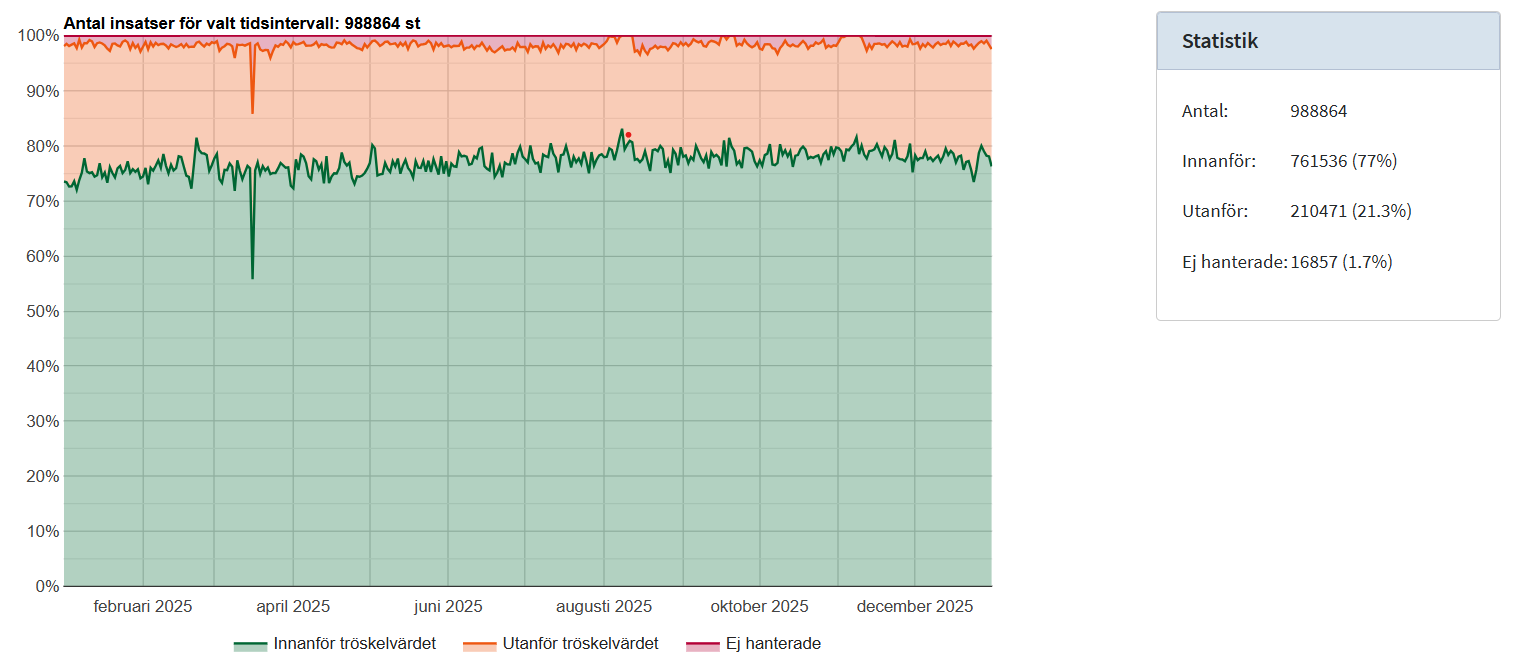 Antal insatser för valt tidsintervall: 988864 st
100%
90%
80%
70%
60%
50%
40%
30%
20%
10%
0%
februari 2025 april 2025 juni 2025 augusti 2025 oktober 2025 december 2025
Innanför tröskelvärdet Utanför tröskelvärdet Ej hanterade
Statistik
Antal: 988864
Innanför: 761536 (77%)
Utanför: 210471 (21.3%)
Ej hanterade: 16857 (1.7%)